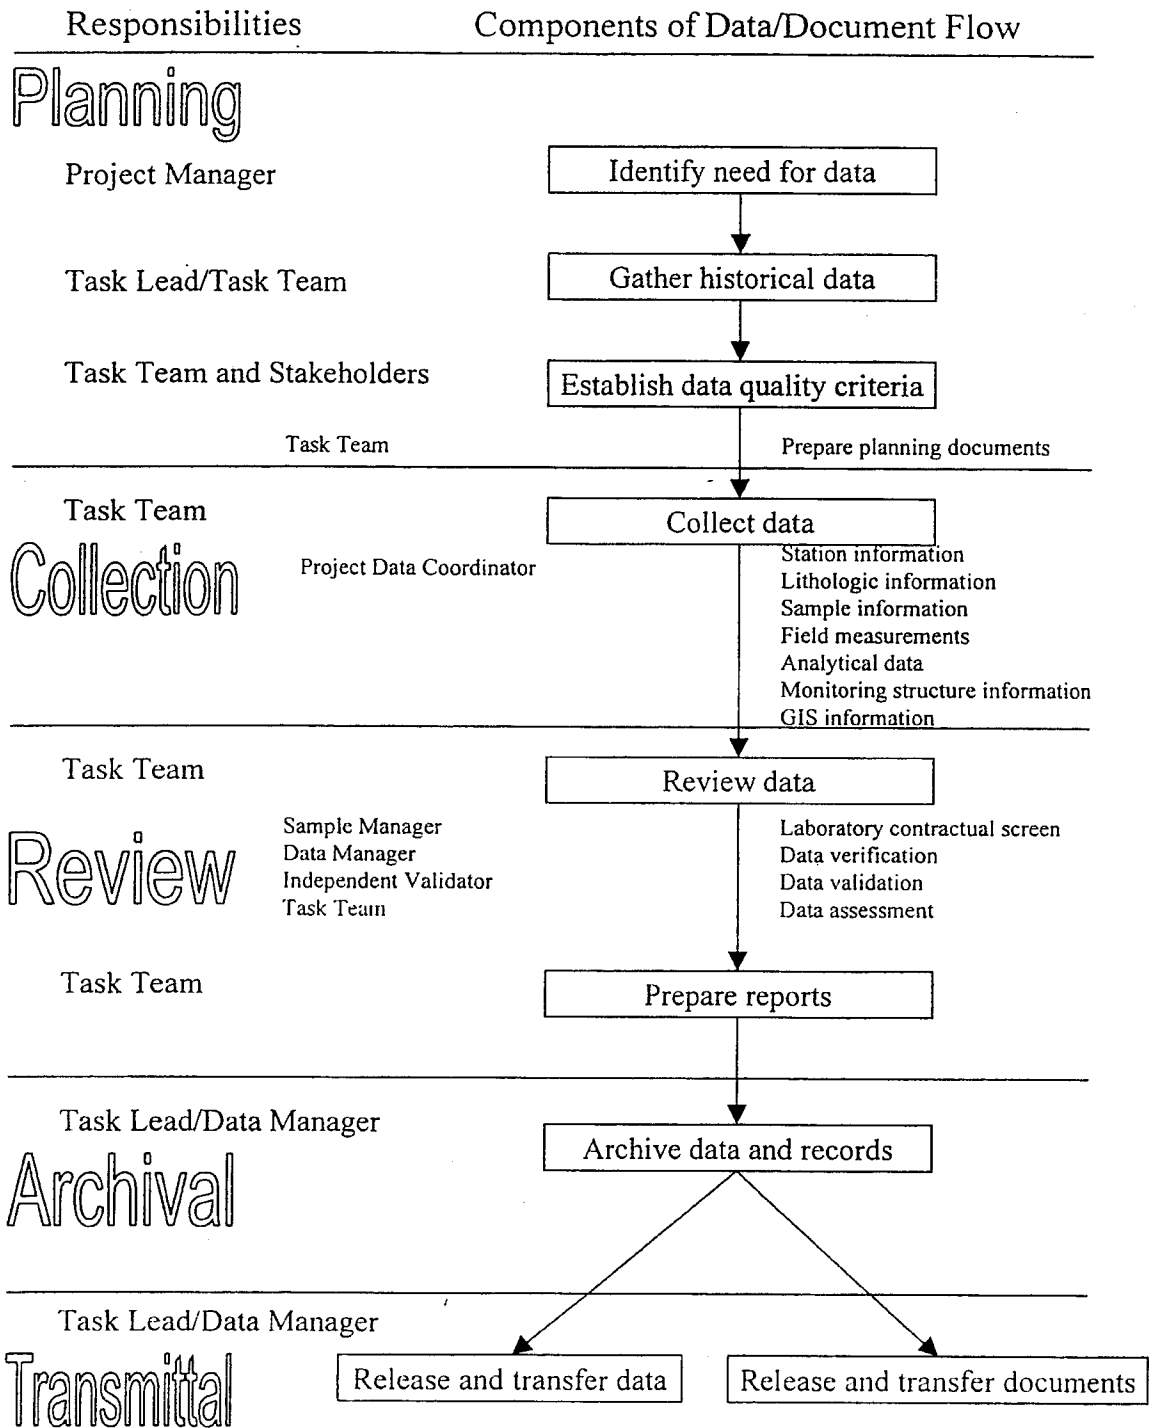 Responsibilities Components of Data/Document Flow
Planning
Project Manager Identify need for data
Task Lead/Task Team Gather historical data
Task Team and Stakeholders Establish data quality criteria
Task Team Prepare planning documents
Task Team Collect data
Collection
Project Data Coordinator
Station information
Lithologic information
Sample information
Field measurements
Analytical data
Monitoring structure information
GIS information
Task Team Review data
Review
Sample Manager Laboratory contractual screen
Data Manager Data verification
Independent Validator Data validation
Task Team Data assessment
Task Team Prepare reports
Task Lead/Data Manager Archive data and records
Archival
Task Lead/Data Manager
Transmittal
Release and transfer data Release and transfer documents